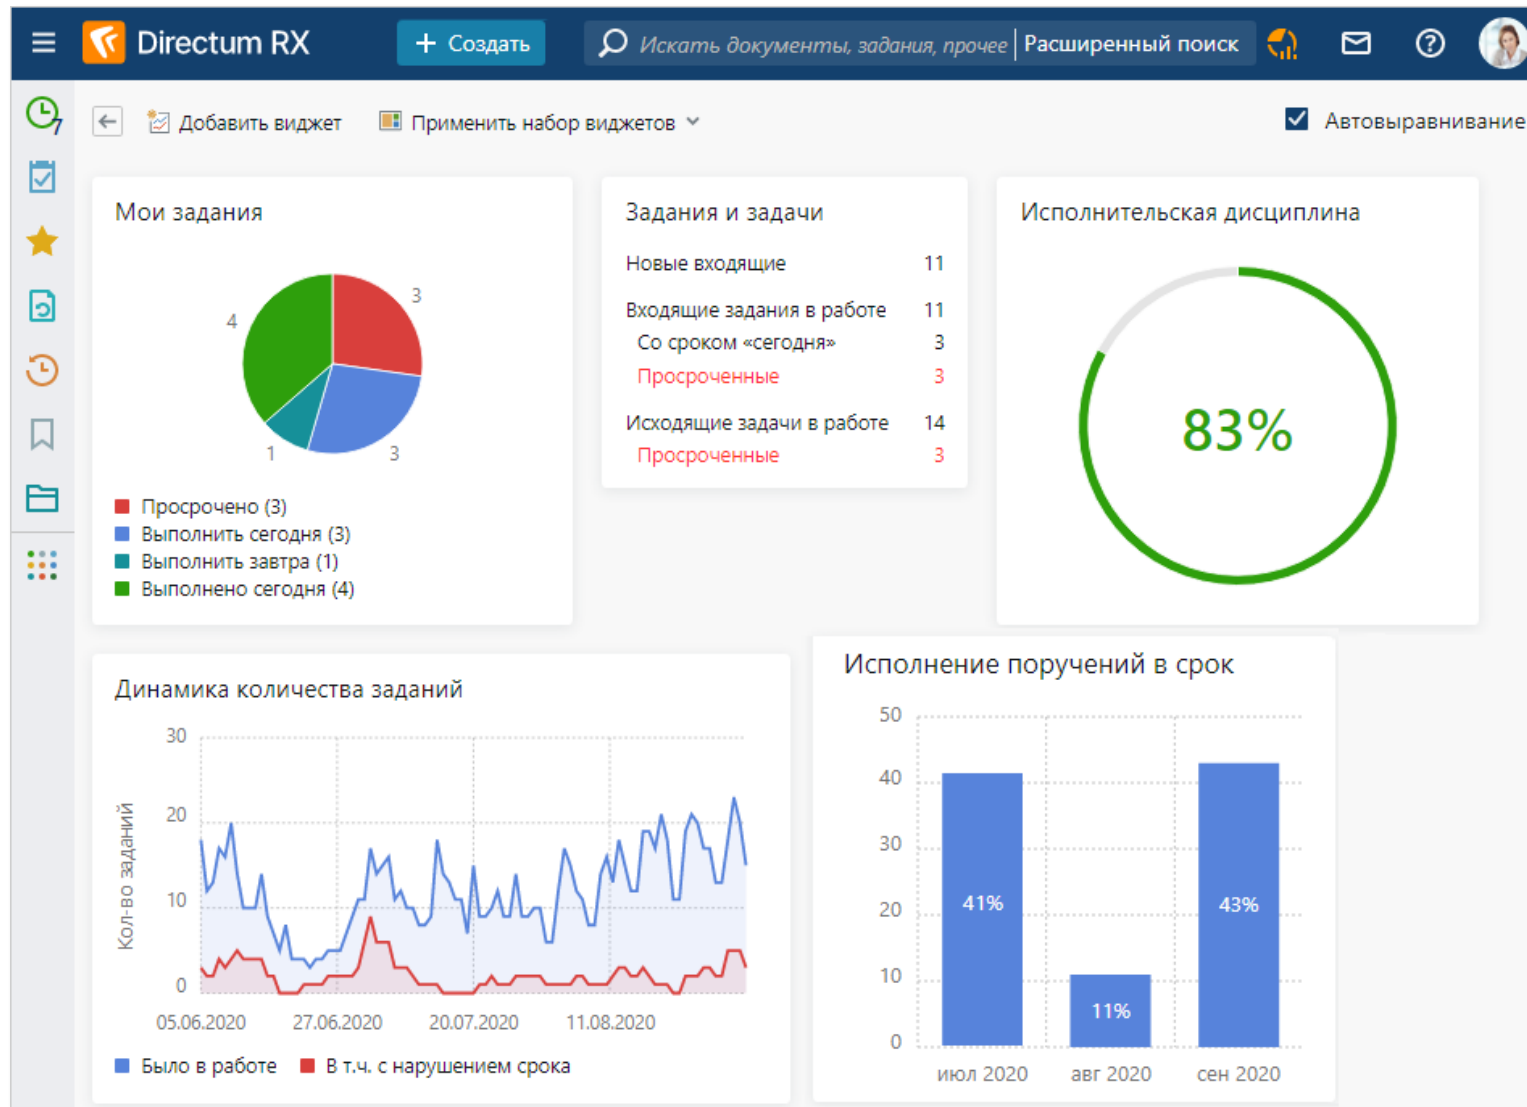 Directum RX
+ Создать
Искать документы, задания, прочее
Расширенный поиск
7
Добавить виджет
Применить набор виджетов
Автовыравнивание
Мои задания
3
4
1
3
Просрочено (3)
Выполнить сегодня (3)
Выполнить завтра (1)
Выполнено сегодня (4)
Задания и задачи
Новые входящие 11
Входящие задания в работе 11
Со сроком «сегодня» 3
Просроченные 3
Исходящие задачи в работе 14
Просроченные 3
Исполнительская дисциплина
83%
Динамика количества заданий
Кол-во заданий
30
20
10
0
05.06.2020 27.06.2020 20.07.2020 11.08.2020
Было в работе В т.ч. с нарушением срока
Исполнение поручений в срок
50
40
30
20
10
0
41% 11% 43%
июл 2020 авг 2020 сен 2020